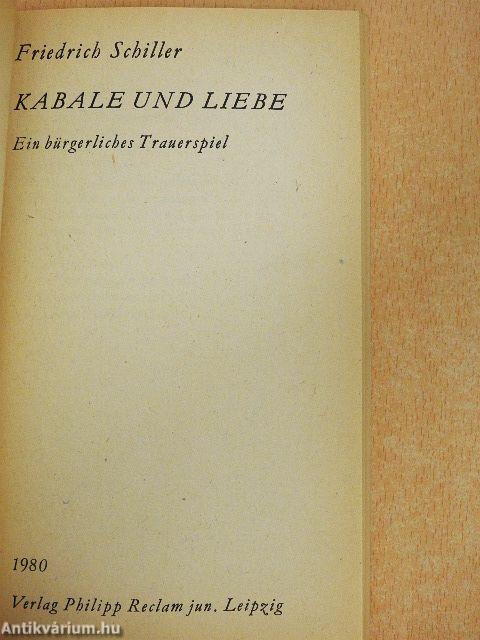 Friedrich Schiller
KABALE UND LIEBE
Ein bürgerliches Trauerspiel
1980
Verlag Philipp Reclam jun. Leipzig
Antikvárium.hu